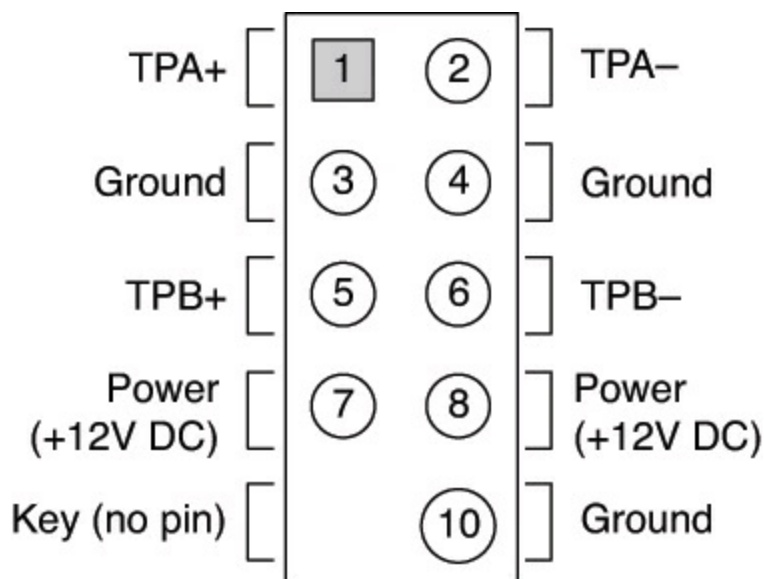 TPA+ 1 2 TPA–
Ground 3 4 Ground
TPB+ 5 6 TPB–
Power 7 8 Power
(+12V DC) (+12V DC)
Key (no pin) 10 Ground